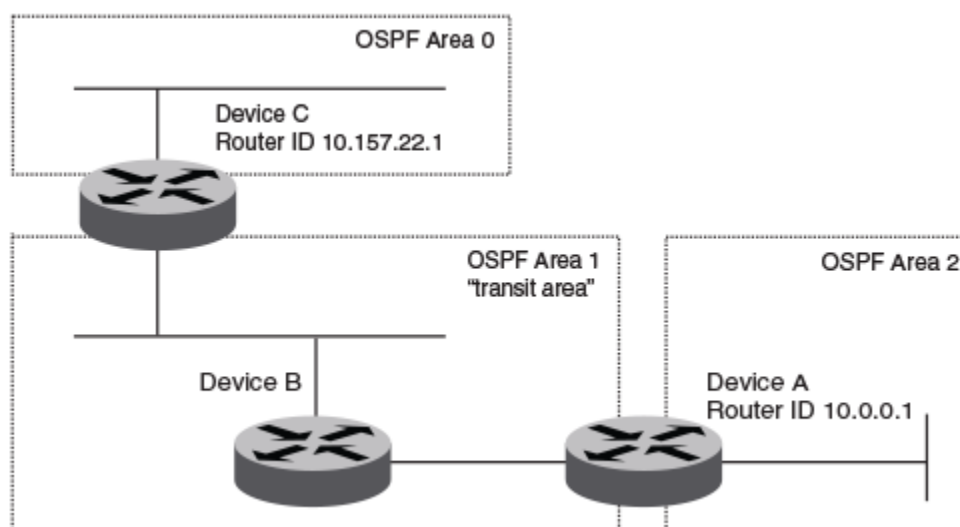 OSPF Area 0
Device C
Router ID 10.157.22.1
OSPF Area 1
“transit area”
OSPF Area 2
Device B
Device A
Router ID 10.0.0.1